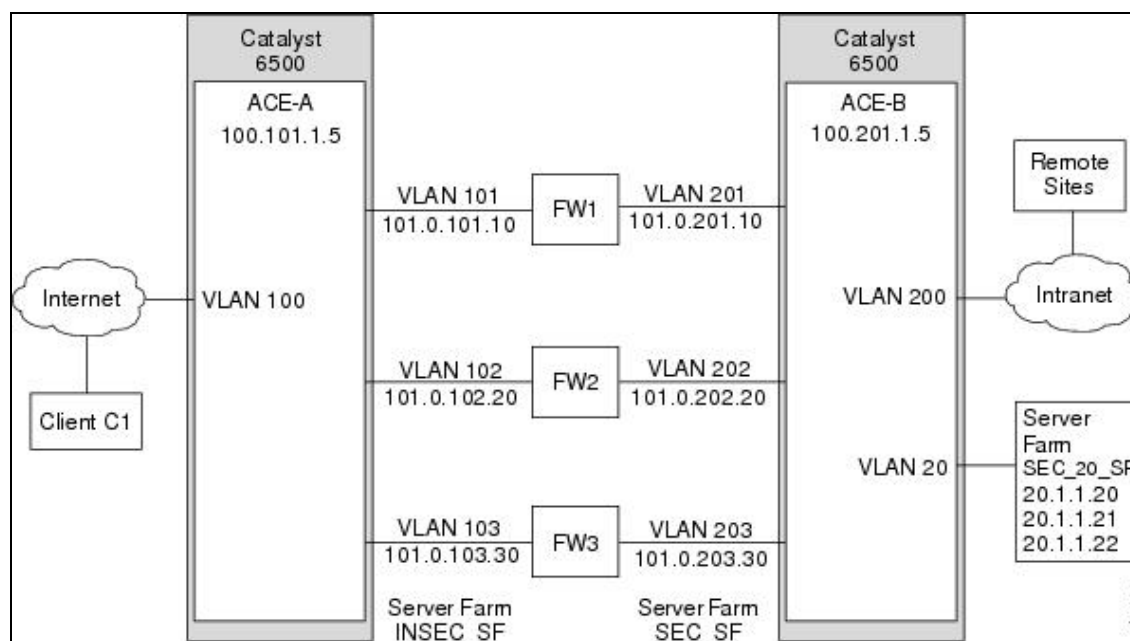 Catalyst
6500
ACE-A
100.101.1.5
Catalyst
6500
ACE-B
100.201.1.5
Remote
Sites
VLAN 101
101.0.101.10
FW1
VLAN 201
101.0.201.10
Internet
VLAN 100
VLAN 200
Intranet
Client C1
VLAN 102
101.0.102.20
FW2
VLAN 202
101.0.202.20
VLAN 20
Server
Farm
SEC_20_SF
20.1.1.20
20.1.1.21
20.1.1.22
VLAN 103
101.0.103.30
FW3
VLAN 203
101.0.203.30
Server Farm
INSEC_SF
Server Farm
SEC_SF